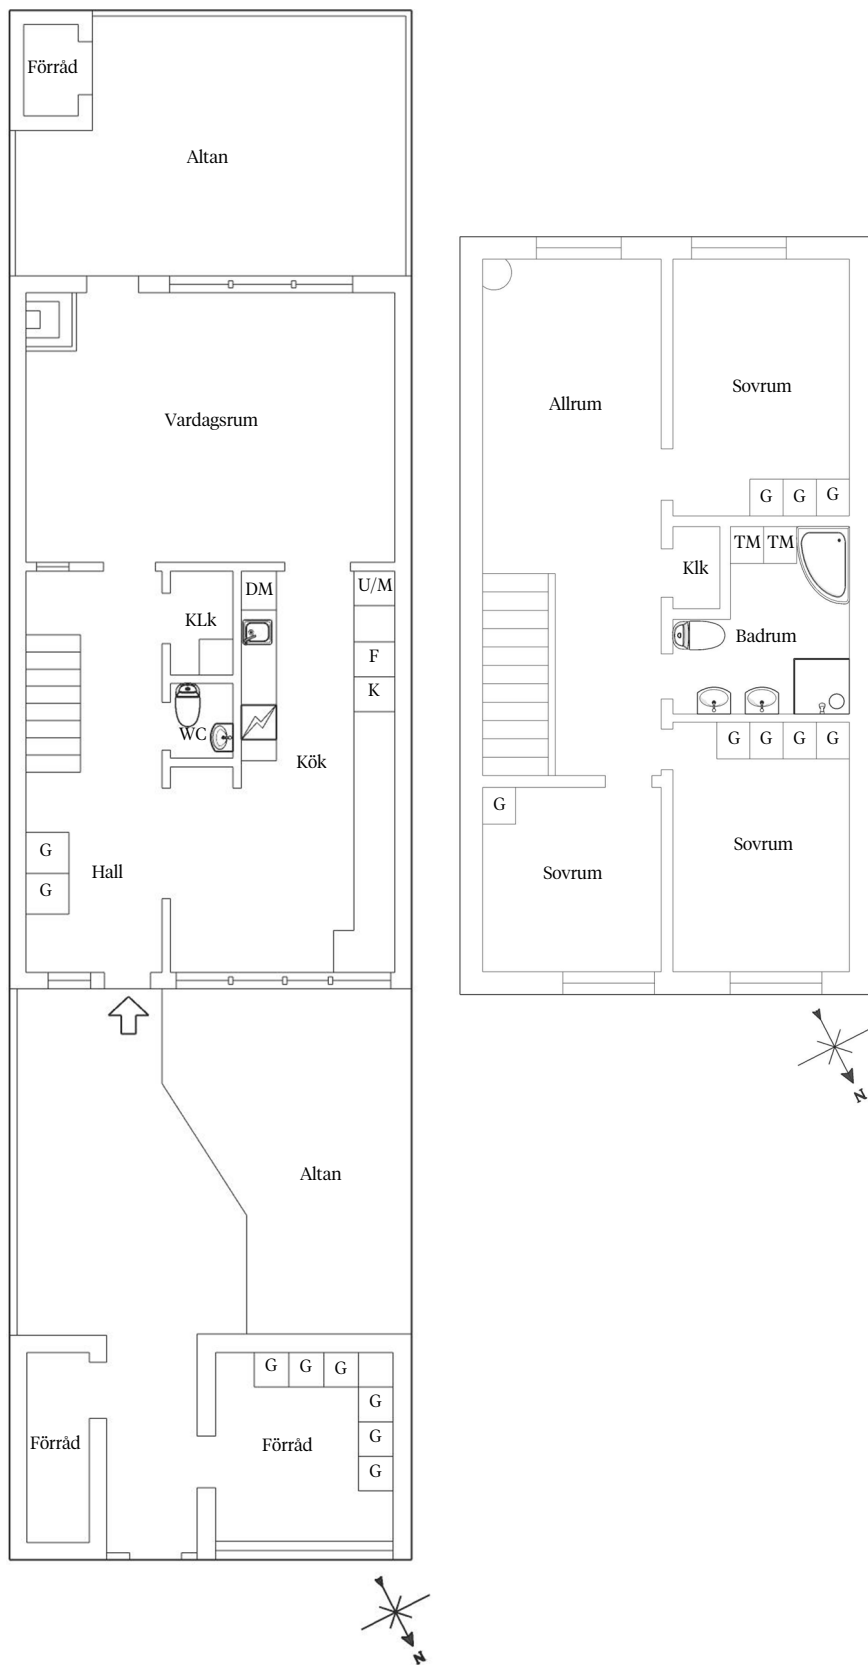 Förråd
Altan
Vardagsrum
KLk
DM
U/M
F
K
WC
Kök
G
G
Hall
Altan
G
G
G
G
G
G
Förråd
Förråd
N
Allrum
Sovrum
G
G
G
TM
TM
Klk
Badrum
G
G
G
G
G
Sovrum
Sovrum
N